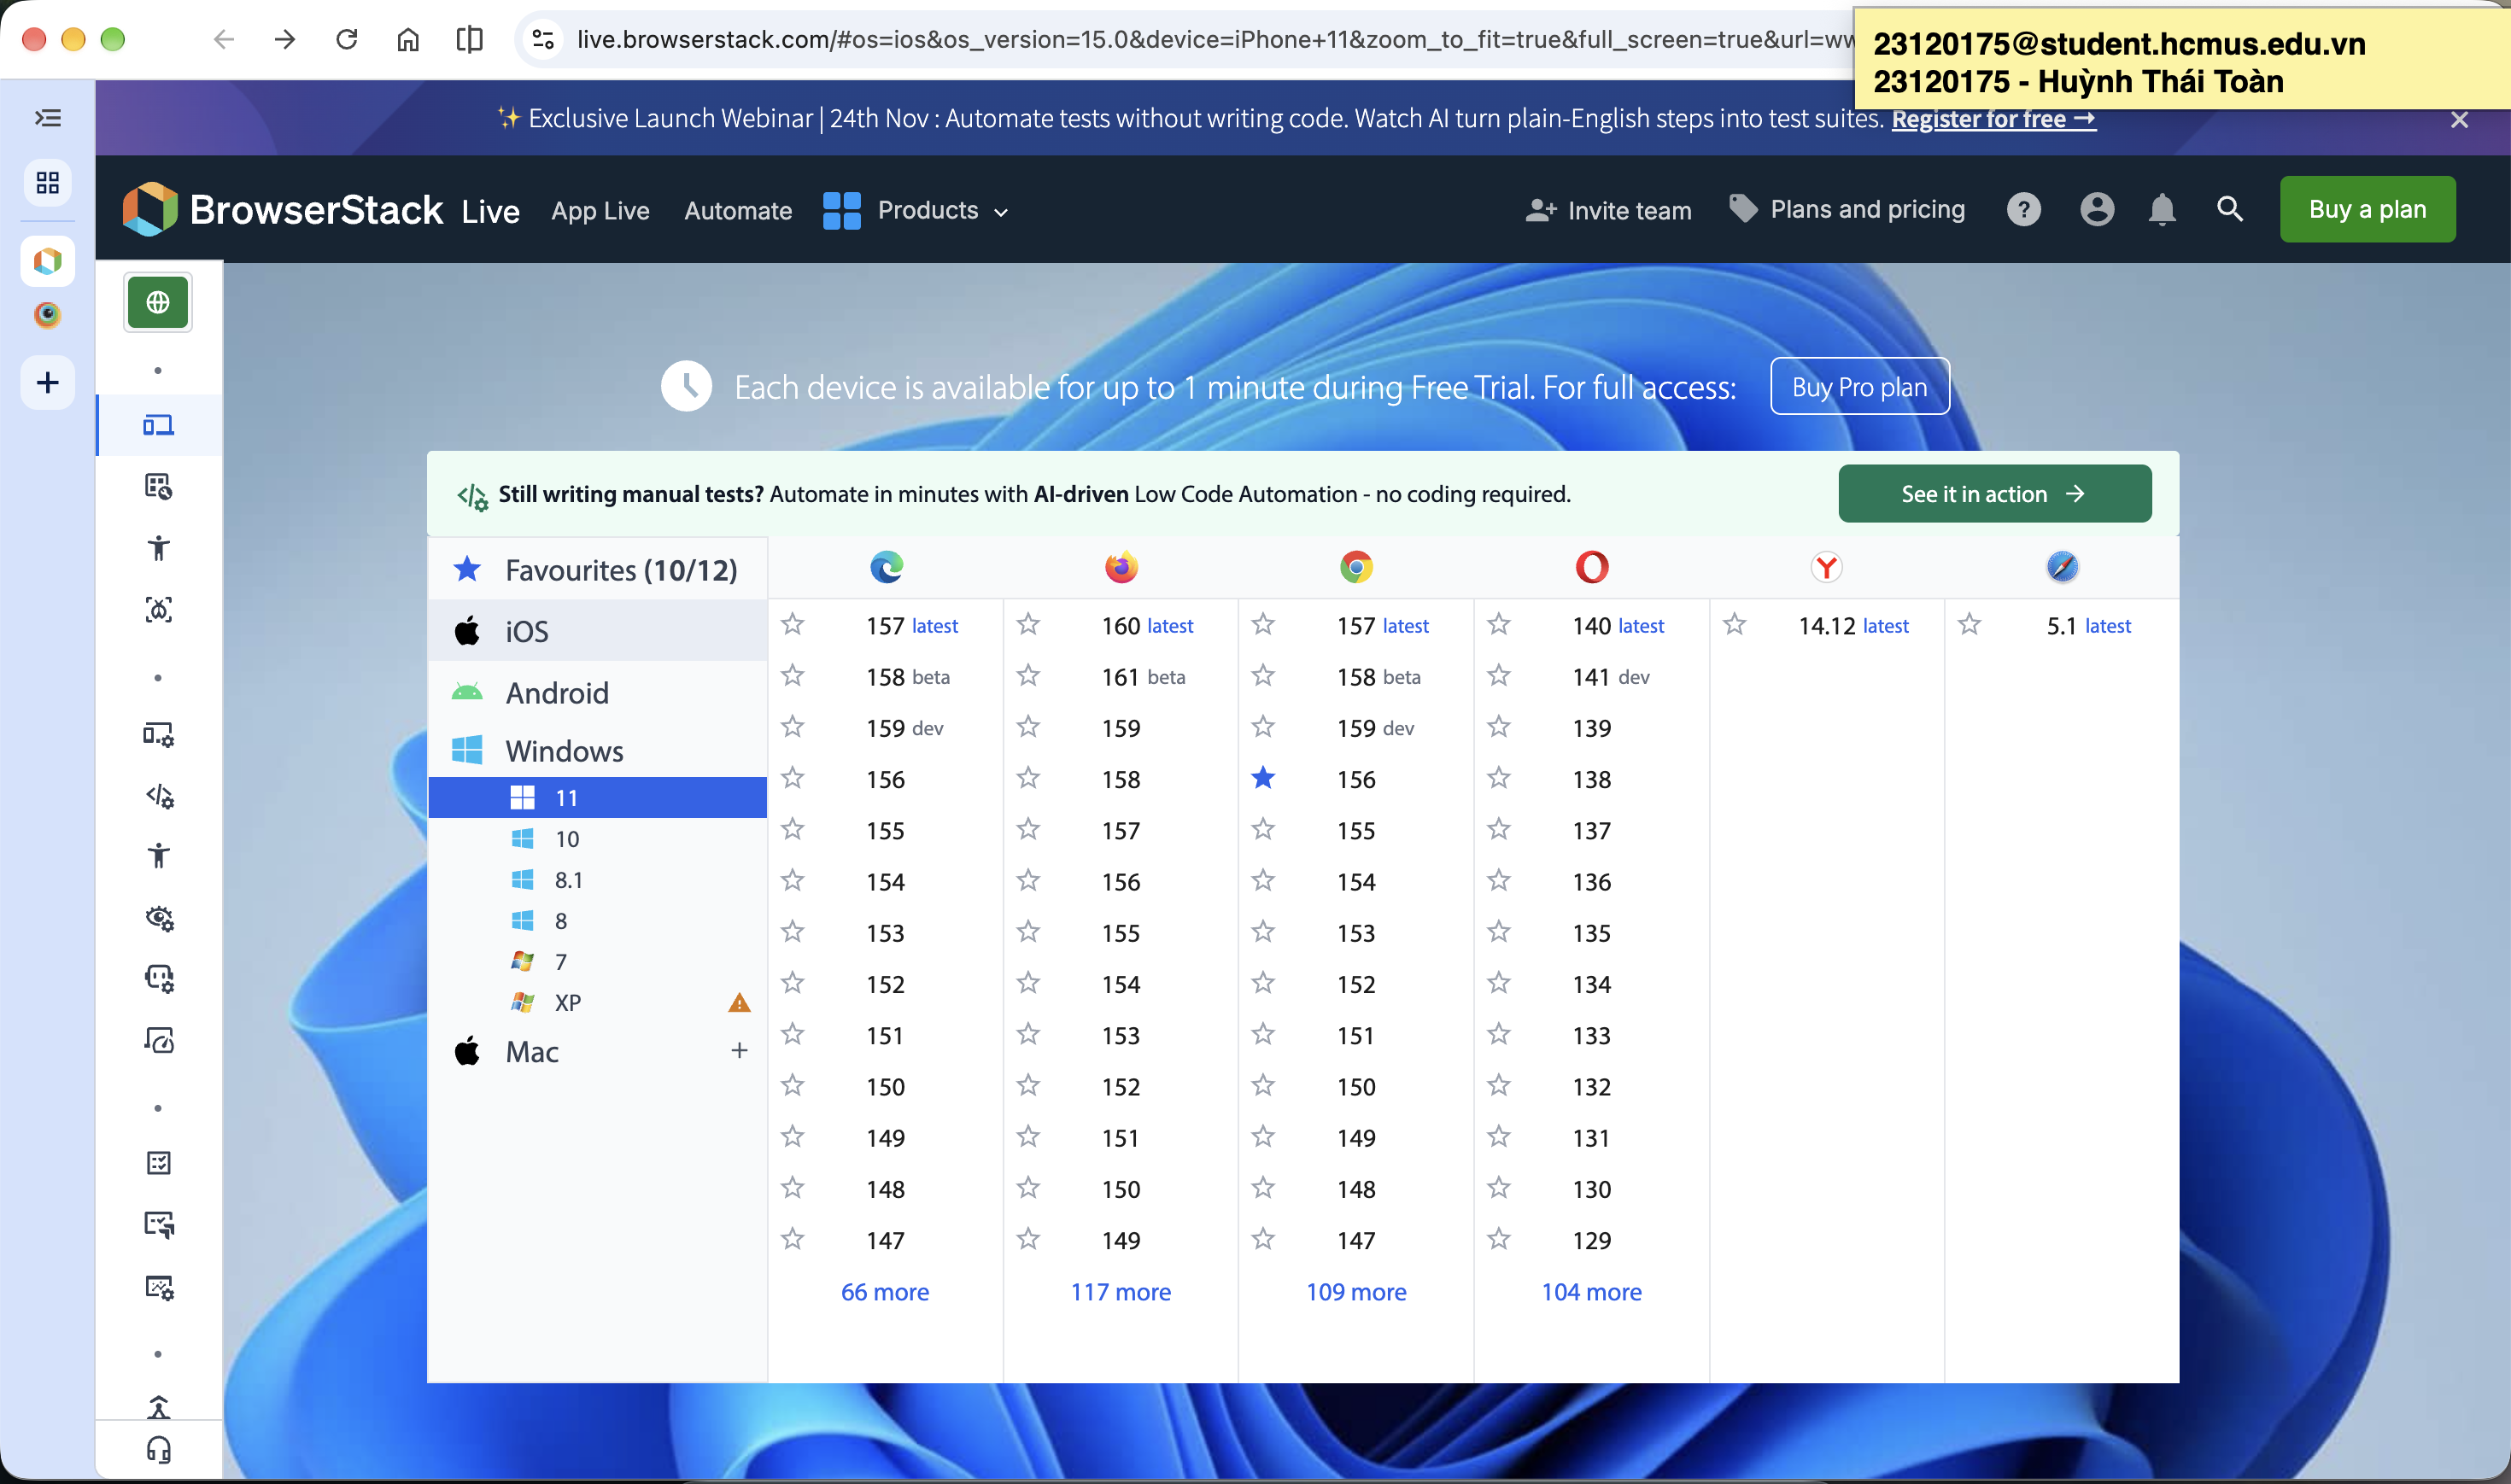 live.browserstack.com/#os=ios&os_version=15.0&device=iPhone+11&zoom_to_fit=true&full_screen=true&url=
23120175@student.hcmus.edu.vn
23120175 - Huỳnh Thái Toàn
✨ Exclusive Launch Webinar | 24th Nov : Automate tests without writing code. Watch AI turn plain-English steps into test suites. Register for free →
BrowserStack Live App Live Automate Products Invite team Plans and pricing ? Buy a plan
Each device is available for up to 1 minute during Free Trial. For full access: Buy Pro plan
Still writing manual tests? Automate in minutes with AI-driven Low Code Automation - no coding required. See it in action →
Favourites (10/12)
iOS
Android
Windows
11
10
8.1
8
7
XP
Mac +
157 latest 160 latest 157 latest 140 latest 14.12 latest 5.1 latest
158 beta 161 beta 158 beta 141 dev
159 dev 159 159 dev 139
156 158 156 138
155 157 155 137
154 156 154 136
153 155 153 135
152 154 152 134
151 153 151 133
150 152 150 132
149 151 149 131
148 150 148 130
147 149 147 129
66 more 117 more 109 more 104 more